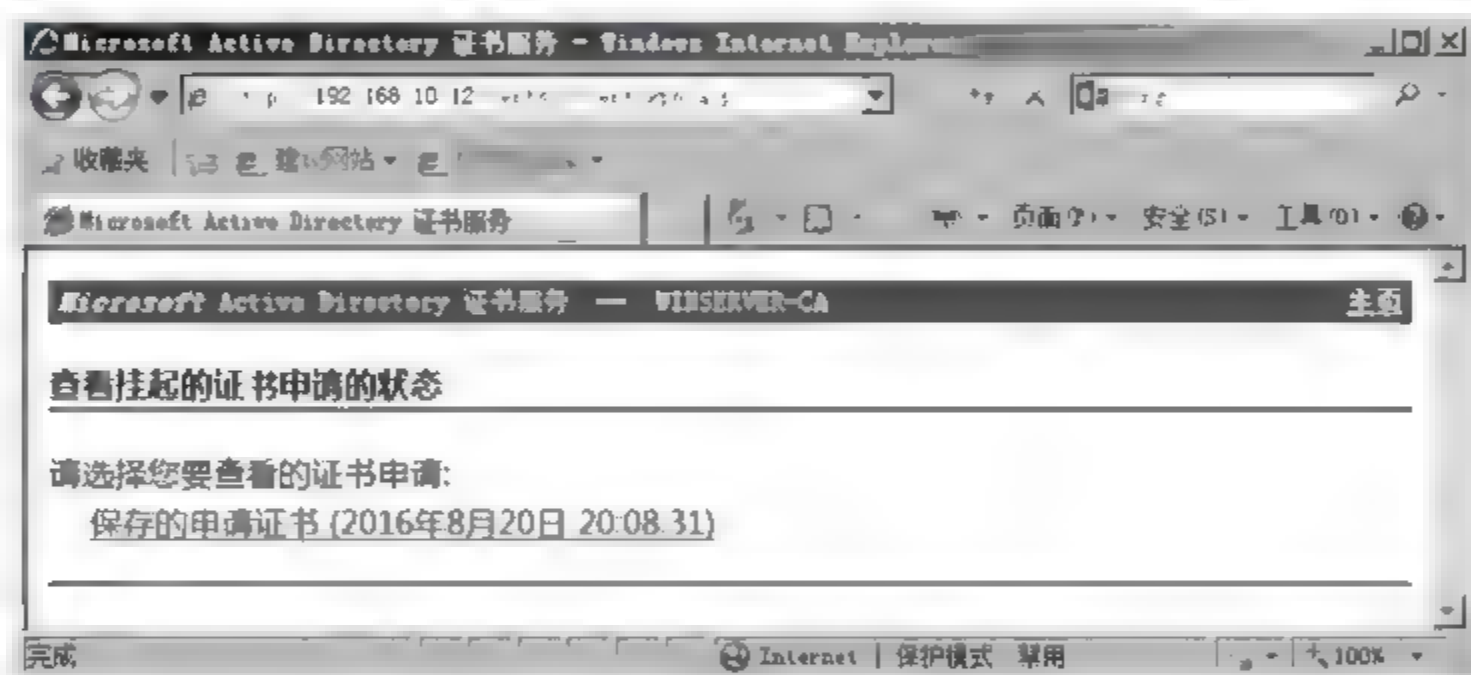 Microsoft Active Directory 证书服务 - Windows Internet Explorer
192.168.10.12
收藏夹 建议网站
Microsoft Active Directory 证书服务
页面(P) 安全(S) 工具(O)
Microsoft Active Directory 证书服务 — WINSERVER-CA 主页
查看挂起的证书申请的状态
请选择您要查看的证书申请:
保存的申请证书 (2016年8月20日 20:08:31)
完成 Internet | 保护模式 禁用 100%